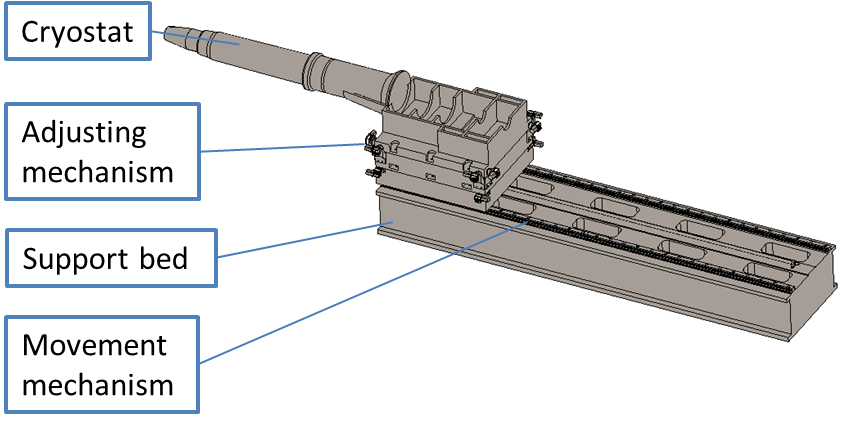 Cryostat
Adjusting
mechanism
Support bed
Movement
mechanism